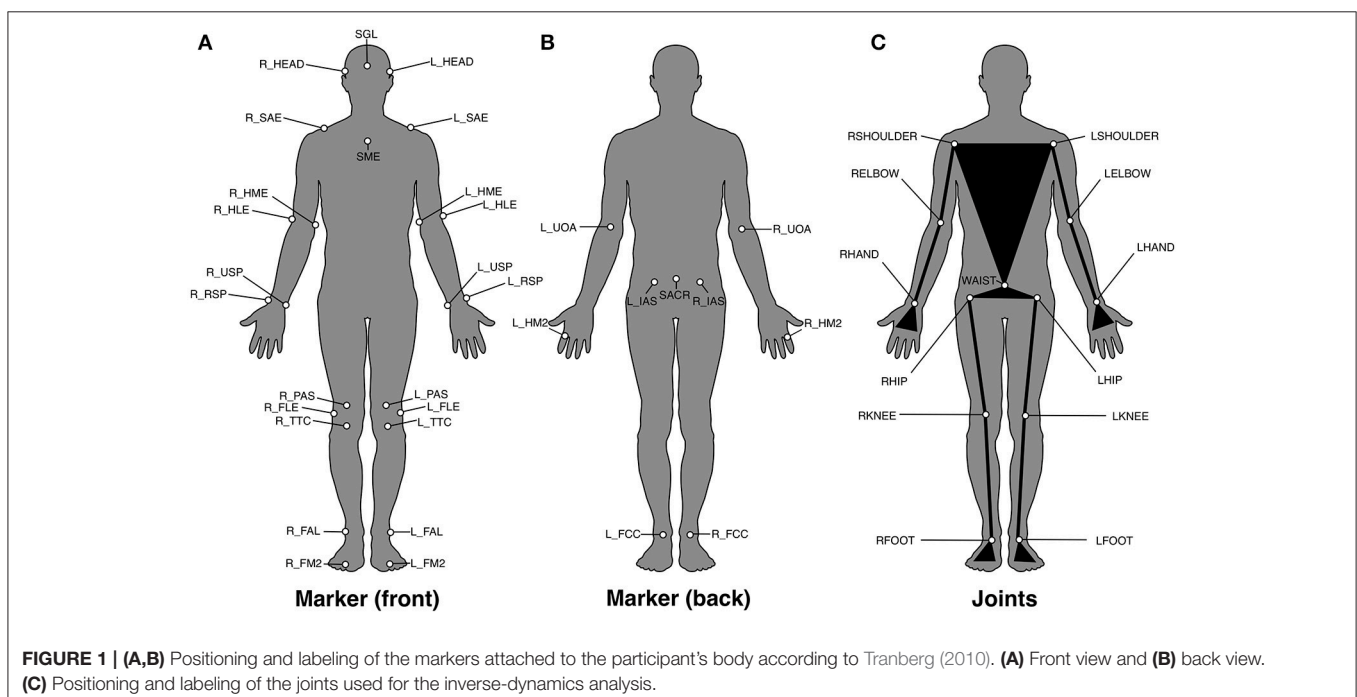 A
SGL
R_HEAD
L_HEAD
R_SAE
L_SAE
SME
R_HME
R_HLE
L_HME
L_HLE
R_USP
R_RSP
L_USP
L_RSP
R_PAS
R_FLE
R_TTC
L_PAS
L_FLE
L_TTC
R_FAL
L_FAL
R_FM2
L_FM2
Marker (front)
B
L_UOA
R_UOA
L_IAS
SACR
R_IAS
L_HM2
R_HM2
L_FCC
R_FCC
Marker (back)
C
RSHOULDER
LSHOULDER
RELBOW
LELBOW
RHAND
LHAND
WAIST
RHIP
LHIP
RKNEE
LKNEE
RFOOT
LFOOT
Joints
FIGURE 1 | (A,B) Positioning and labeling of the markers attached to the participant's body according to Tranberg (2010). (A) Front view and (B) back view.
(C) Positioning and labeling of the joints used for the inverse-dynamics analysis.